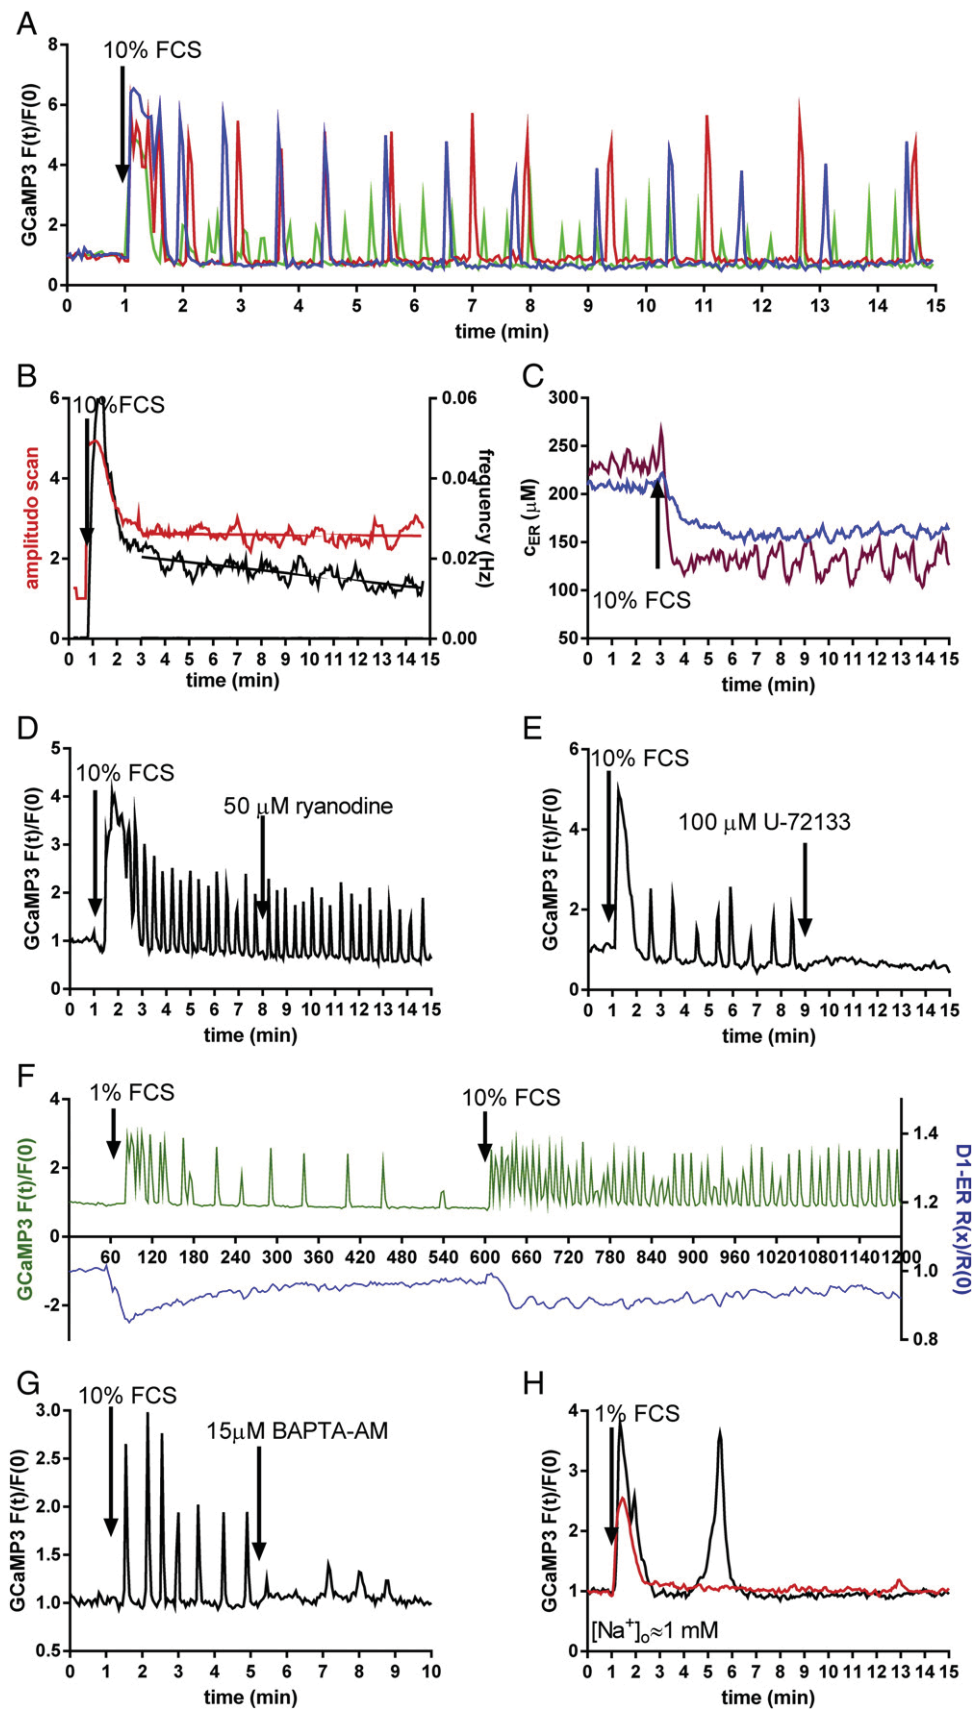 A
10% FCS
GCaMP3 F(t)/F(0)
8
6
4
2
0
0 1 2 3 4 5 6 7 8 9 10 11 12 13 14 15
time (min)
B
10%FCS
amplitudo scan
6
4
2
0
frequency (Hz)
0.06
0.04
0.02
0.00
0 1 2 3 4 5 6 7 8 9 10 11 12 13 14 15
time (min)
C
10% FCS
cER (µM)
300
250
200
150
100
50
0 1 2 3 4 5 6 7 8 9 10 11 12 13 14 15
time (min)
D
10% FCS
50 µM ryanodine
GCaMP3 F(t)/F(0)
5
4
3
2
1
0
0 1 2 3 4 5 6 7 8 9 10 11 12 13 14 15
time (min)
E
10% FCS
100 µM U-72133
GCaMP3 F(t)/F(0)
6
4
2
0
0 1 2 3 4 5 6 7 8 9 10 11 12 13 14 15
time (min)
F
1% FCS
10% FCS
GCaMP3 F(t)/F(0)
4
2
0
-2
D1-ER R(x)/R(0)
1.4
1.2
1.0
0.8
60 120 180 240 300 360 420 480 540 600 660 720 780 840 900 960 1020 1080 1140 1200
G
10% FCS
15µM BAPTA-AM
GCaMP3 F(t)/F(0)
3.0
2.5
2.0
1.5
1.0
0.5
0 1 2 3 4 5 6 7 8 9 10
time (min)
H
1% FCS
GCaMP3 F(t)/F(0)
4
3
2
1
0
[Na+]o≈1 mM
0 1 2 3 4 5 6 7 8 9 10 11 12 13 14 15
time (min)